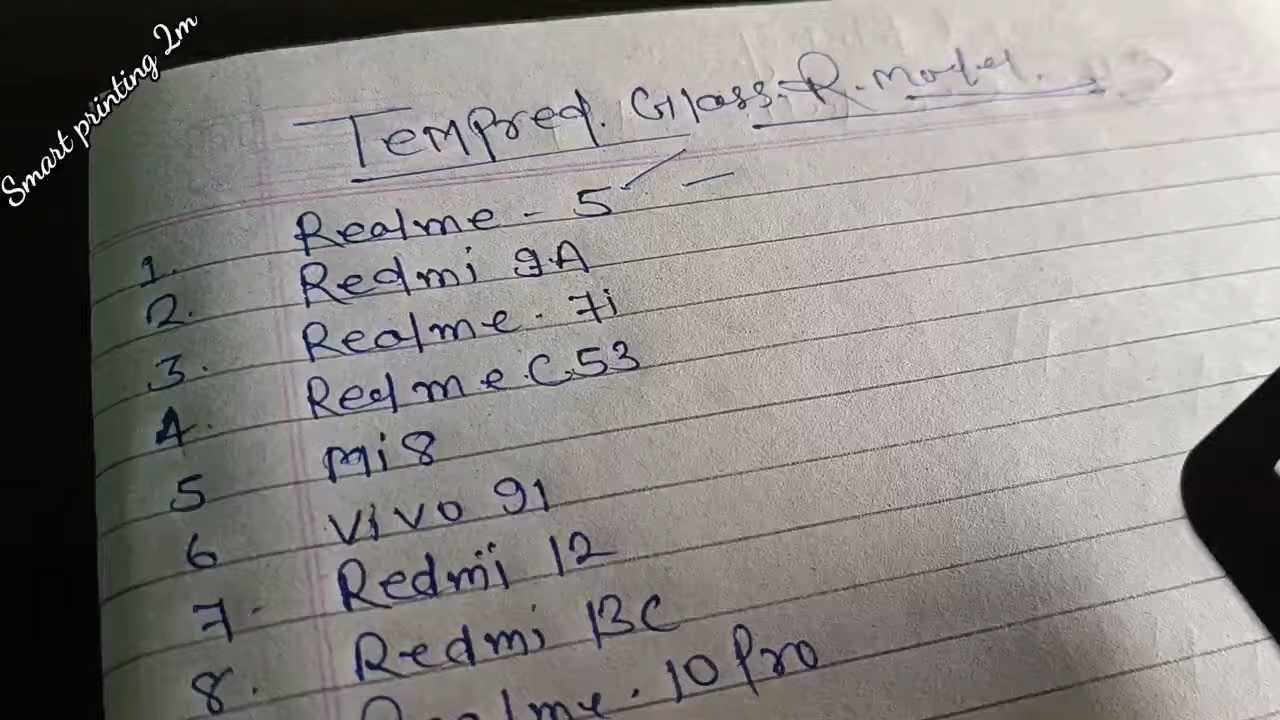 Smart printing 2m
Tempred. Glass:- R. model.
1. Realme - 5
2. Redmi 9A
3. Realme. 7i
4. Realme C53
5 Mi 8
6 Vivo 91
7. Redmi 12
8. Redmi 13C
Realme. 10 Pro